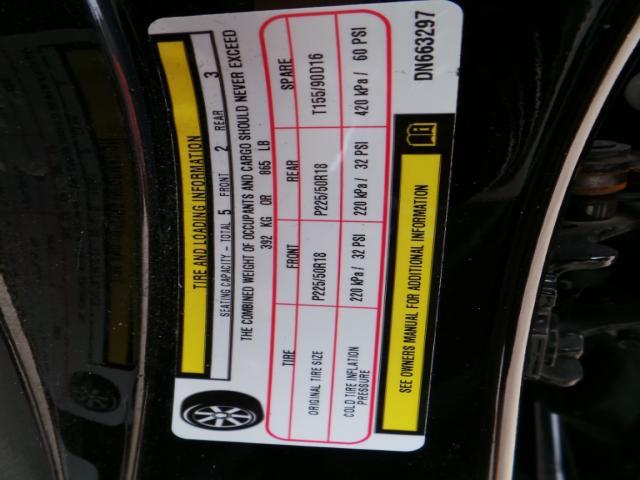 TIRE AND LOADING INFORMATION
SEATING CAPACITY - TOTAL 5 FRONT 2 REAR 3
THE COMBINED WEIGHT OF OCCUPANTS AND CARGO SHOULD NEVER EXCEED
392 KG OR 865 LB
TIRE FRONT REAR SPARE
ORIGINAL TIRE SIZE P225/50R18 P225/50R18 T155/90D16
COLD TIRE INFLATION PRESSURE 220 kPa / 32 PSI 220 kPa / 32 PSI 420 kPa / 60 PSI
SEE OWNERS MANUAL FOR ADDITIONAL INFORMATION
DN663297